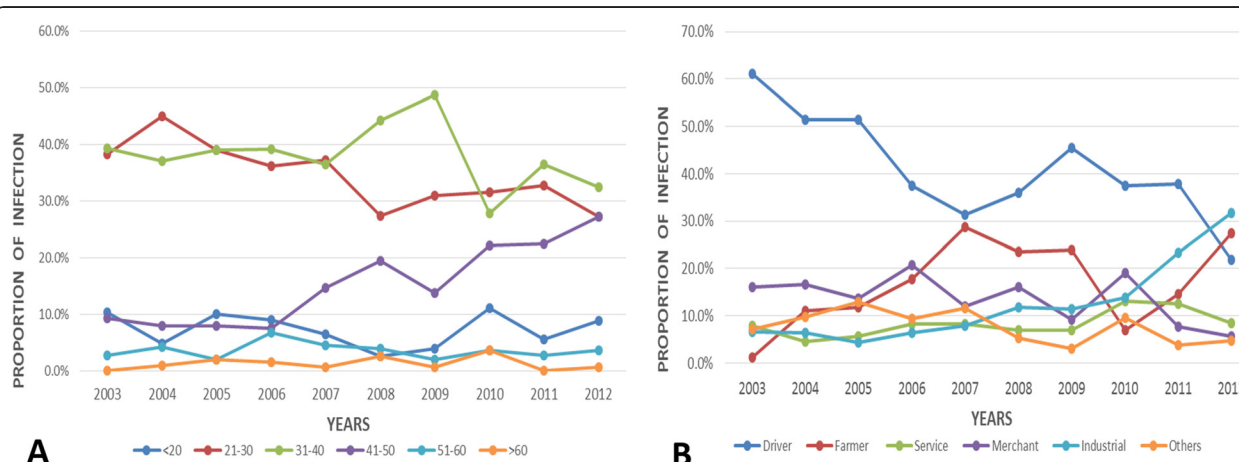 60.0%
50.0%
40.0%
30.0%
20.0%
10.0%
0.0%
PROPORTION OF INFECTION
2003 2004 2005 2006 2007 2008 2009 2010 2011 2012
YEARS
<20 21-30 31-40 41-50 51-60 >60
A
70.0%
60.0%
50.0%
40.0%
30.0%
20.0%
10.0%
0.0%
PROPORTION OF INFECTION
2003 2004 2005 2006 2007 2008 2009 2010 2011 201
YEARS
Driver Farmer Service Merchant Industrial Others
B